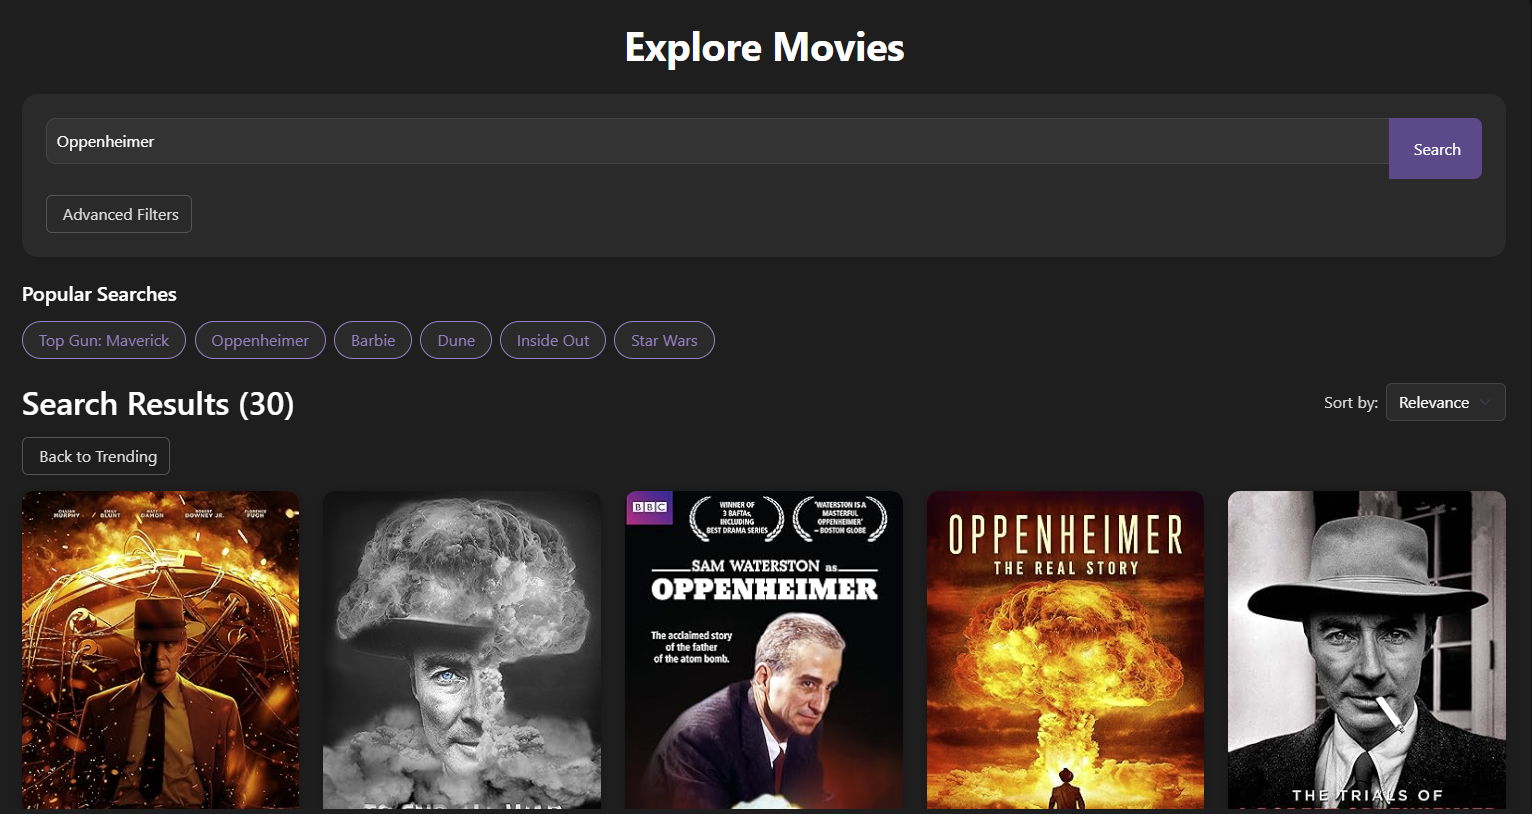 Explore Movies
Oppenheimer
Search
Advanced Filters
Popular Searches
Top Gun: Maverick
Oppenheimer
Barbie
Dune
Inside Out
Star Wars
Search Results (30)
Sort by:
Relevance
Back to Trending
CILLIAN MURPHY / EMILY BLUNT / MATT DAMON / ROBERT DOWNEY JR. / FLORENCE PUGH
BBC
WINNER OF
3 BAFTAs,
INCLUDING
BEST DRAMA SERIES
"WATERSTON IS A
MASTERFUL
OPPENHEIMER"
– BOSTON GLOBE
SAM WATERSTON as
OPPENHEIMER
The acclaimed story
of the father
of the atom bomb.
OPPENHEIMER
THE REAL STORY
THE TRIALS OF